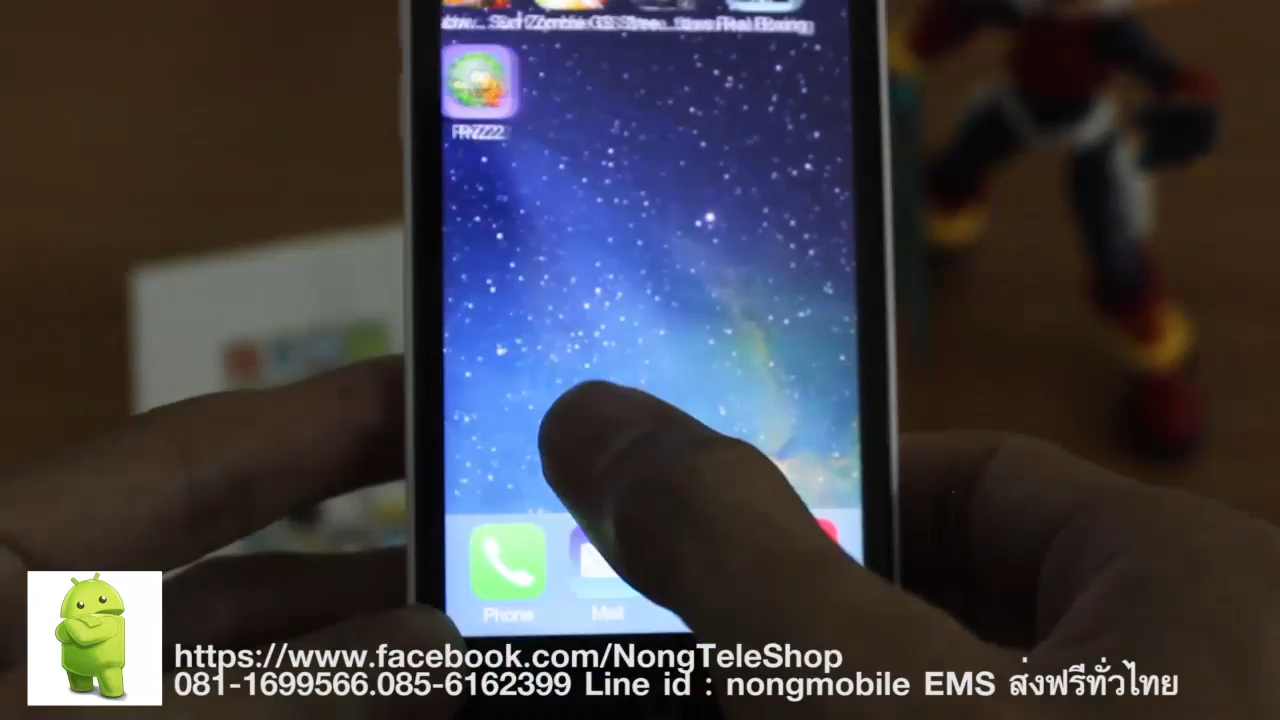 Phone
Mail
https://www.facebook.com/NongTeleShop
081-1699566.085-6162399 Line id : nongmobile EMS ส่งฟรีทั่วไทย